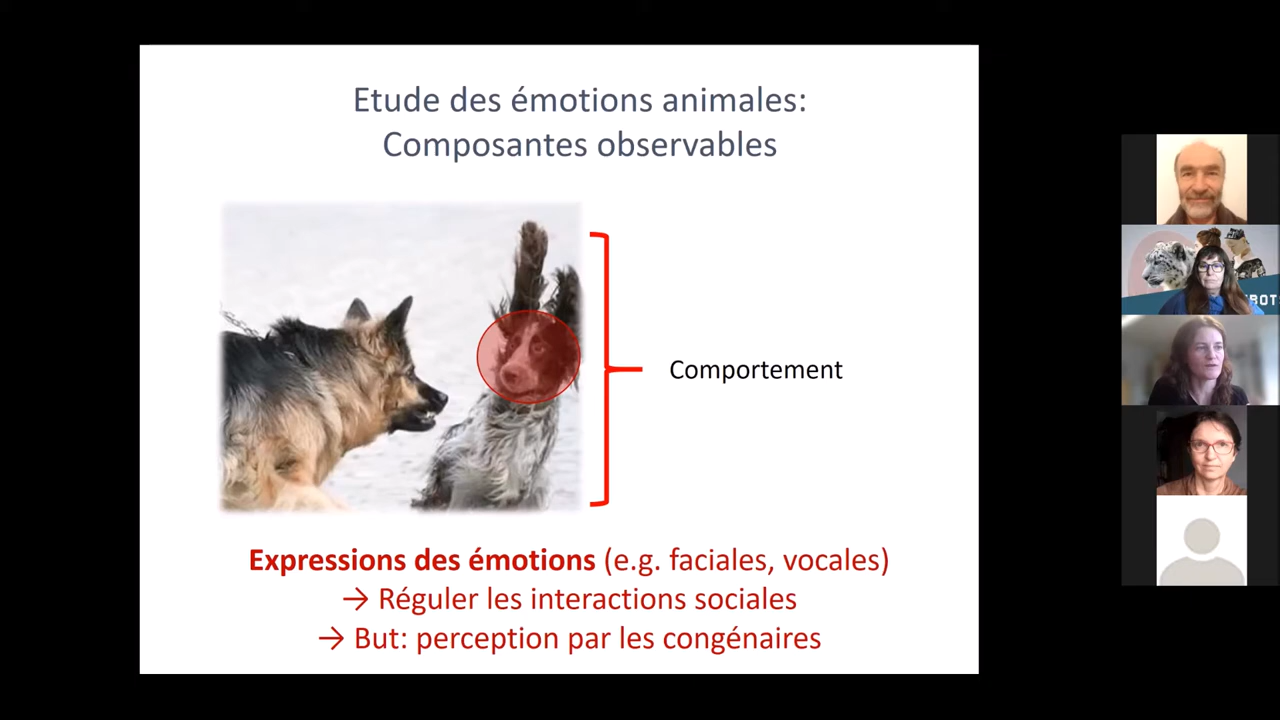 Etude des émotions animales:
Composantes observables
Comportement
Expressions des émotions (e.g. faciales, vocales)
→ Réguler les interactions sociales
→ But: perception par les congénaires
BOT